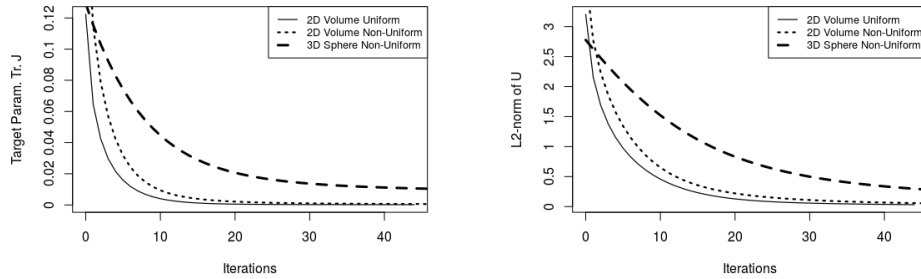 Target Param. Tr. J
0.12
0.1
0.08
0.06
0.04
0.02
0
2D Volume Uniform
2D Volume Non-Uniform
3D Sphere Non-Uniform
0 10 20 30 40
Iterations
L2-norm of U
3
2.5
2
1.5
1
0.5
0
2D Volume Uniform
2D Volume Non-Uniform
3D Sphere Non-Uniform
0 10 20 30 40
Iterations